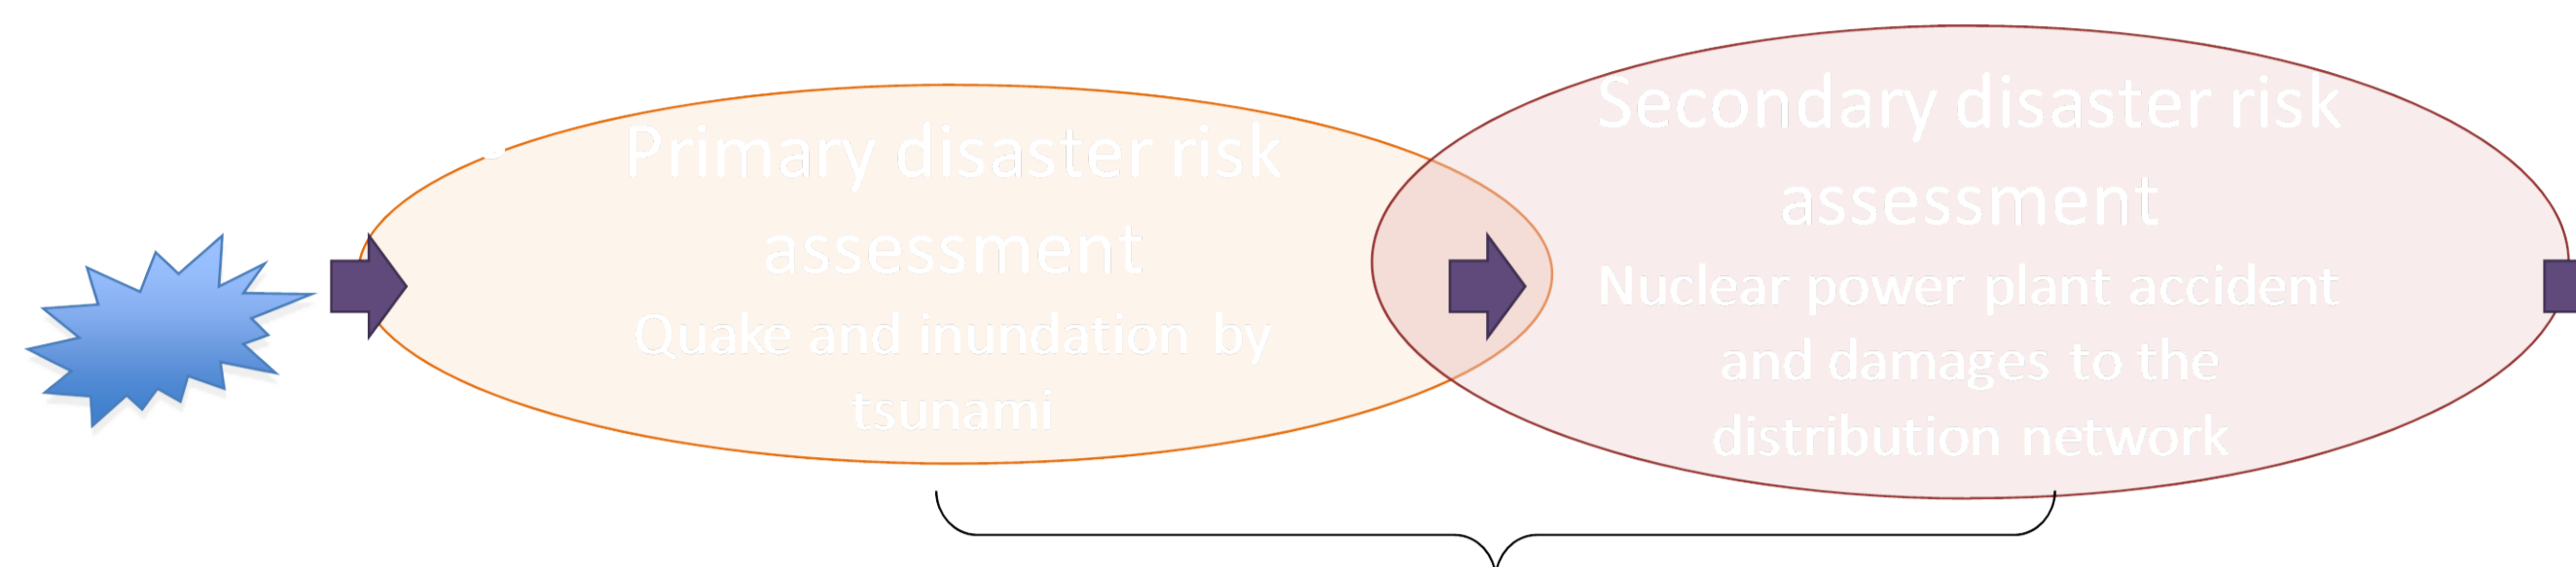 Primary disaster risk
assessment
Quake and inundation by
tsunami
Secondary disaster risk
assessment
Nuclear power plant accident
and damages to the
distribution network